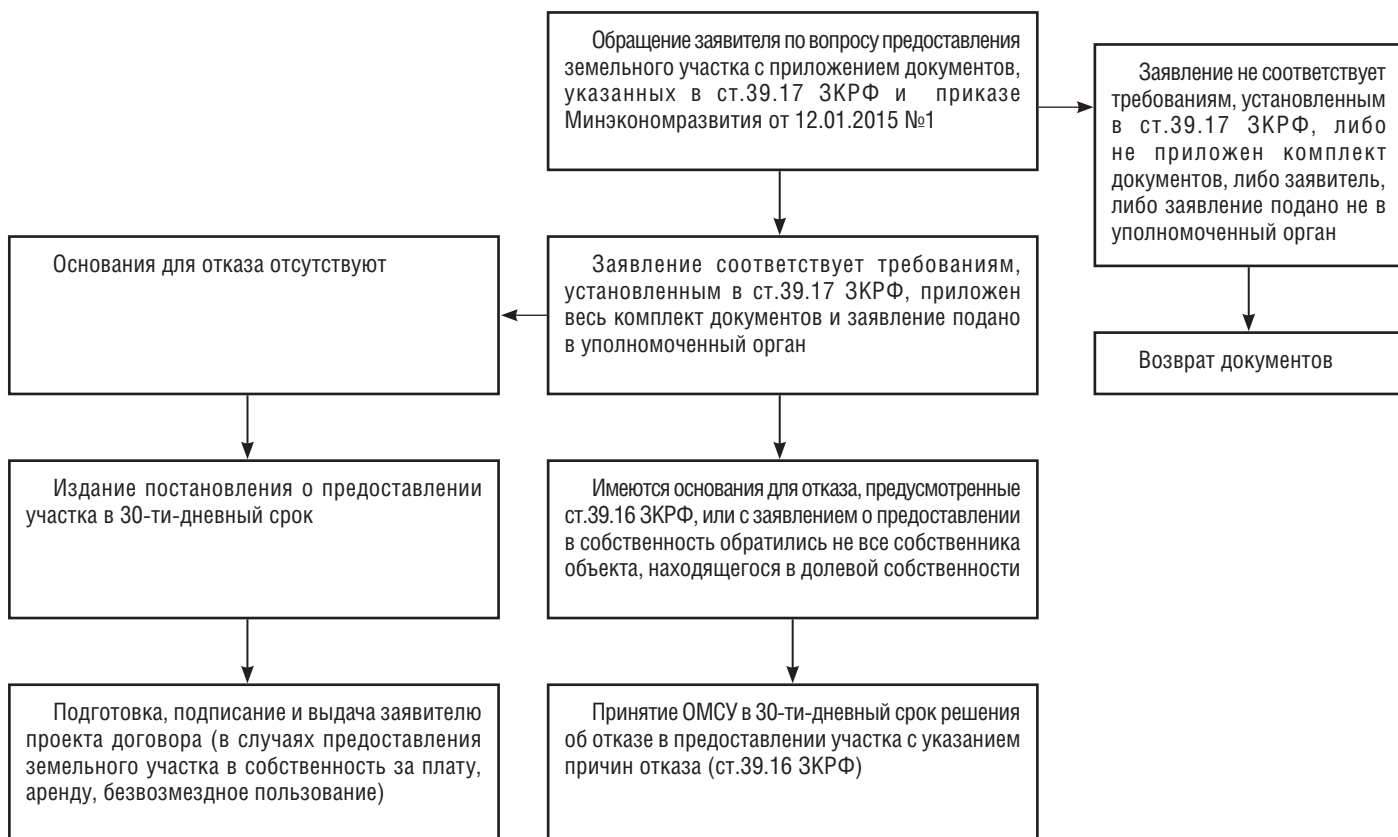 Обращение заявителя по вопросу предоставления
земельного участка с приложением документов,
указанных в ст.39.17 ЗКРФ и приказе
Минэкономразвития от 12.01.2015 №1
Заявление не соответствует
требованиям, установленным
в ст.39.17 ЗКРФ, либо
не приложен комплект
документов, либо заявитель,
либо заявление подано не в
уполномоченный орган
Основания для отказа отсутствуют
Заявление соответствует требованиям,
установленным в ст.39.17 ЗКРФ, приложен
весь комплект документов и заявление подано
в уполномоченный орган
Возврат документов
Издание постановления о предоставлении
участка в 30-ти-дневный срок
Имеются основания для отказа, предусмотренные
ст.39.16 ЗКРФ, или с заявлением о предоставлении
в собственность обратились не все собственника
объекта, находящегося в долевой собственности
Подготовка, подписание и выдача заявителю
проекта договора (в случаях предоставления
земельного участка в собственность за плату,
аренду, безвозмездное пользование)
Принятие ОМСУ в 30-ти-дневный срок решения
об отказе в предоставлении участка с указанием
причин отказа (ст.39.16 ЗКРФ)